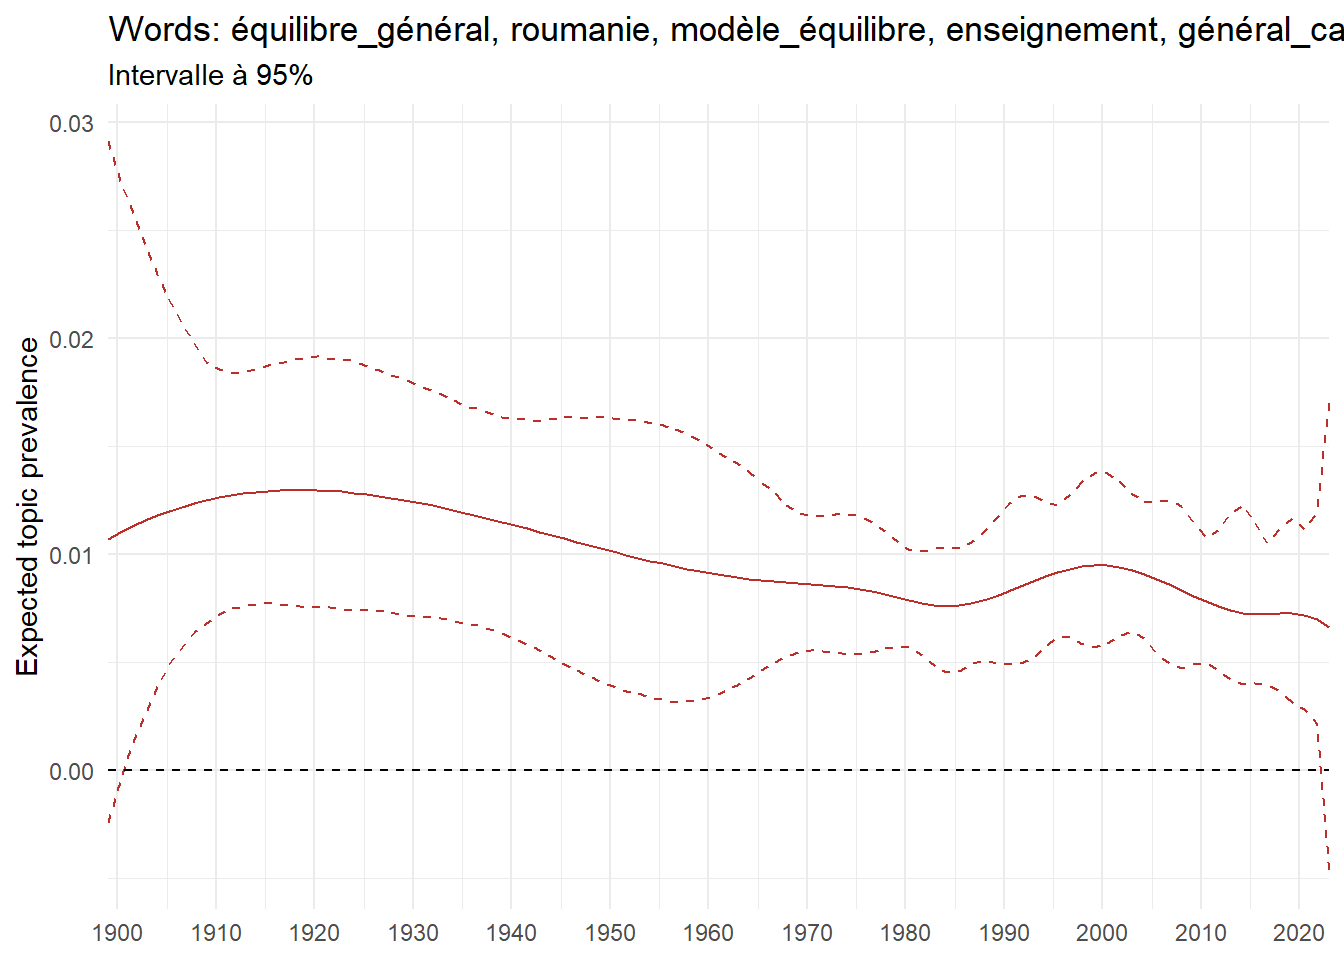 Words: équilibre_général, roumanie, modèle_équilibre, enseignement, général_ca
Intervalle à 95%
Expected topic prevalence
0.03
0.02
0.01
0.00
1900 1910 1920 1930 1940 1950 1960 1970 1980 1990 2000 2010 2020